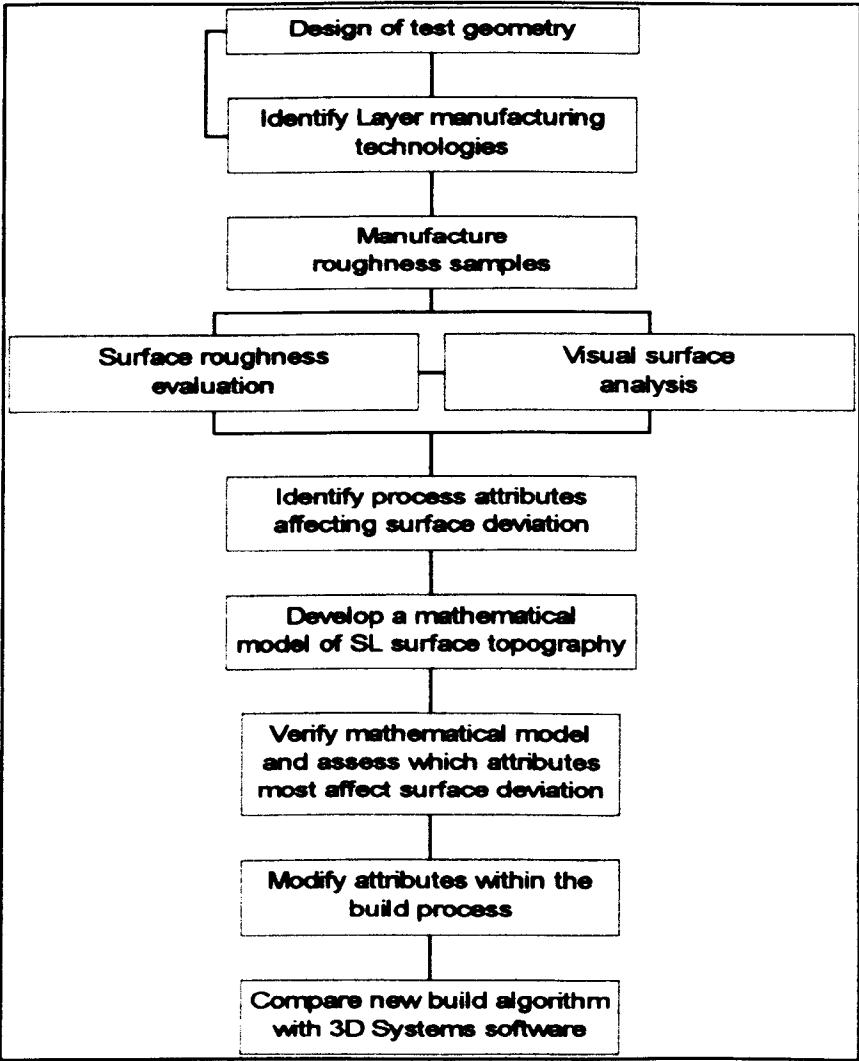 Design of test geometry
Identify Layer manufacturing
technologies
Manufacture
roughness samples
Surface roughness
evaluation
Visual surface
analysis
Identify process attributes
affecting surface deviation
Develop a mathematical
model of SL surface topography
Verify mathematical model
and assess which attributes
most affect surface deviation
Modify attributes within the
build process
Compare new build algorithm
with 3D Systems software